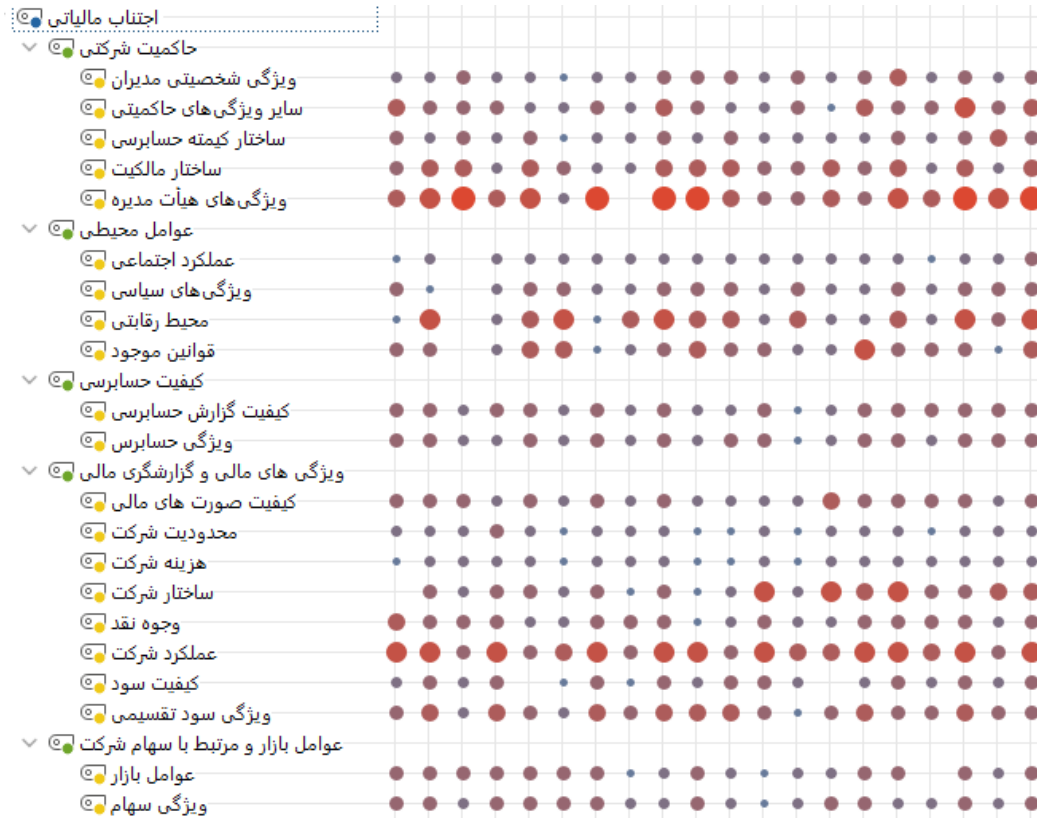 اجتناب مالیاتی
حاکمیت شرکتی
ویژگی شخصیتی مدیران
سایر ویژگی‌های حاکمیتی
ساختار کیمته حسابرسی
ساختار مالکیت
ویژگی‌های هیأت مدیره
عوامل محیطی
عملکرد اجتماعی
ویژگی‌های سیاسی
محیط رقابتی
قوانین موجود
کیفیت حسابرسی
کیفیت گزارش حسابرسی
ویژگی حسابرس
ویژگی های مالی و گزارشگری مالی
کیفیت صورت های مالی
محدودیت شرکت
هزینه شرکت
ساختار شرکت
وجوه نقد
عملکرد شرکت
کیفیت سود
ویژگی سود تقسیمی
عوامل بازار و مرتبط با سهام شرکت
عوامل بازار
ویژگی سهام